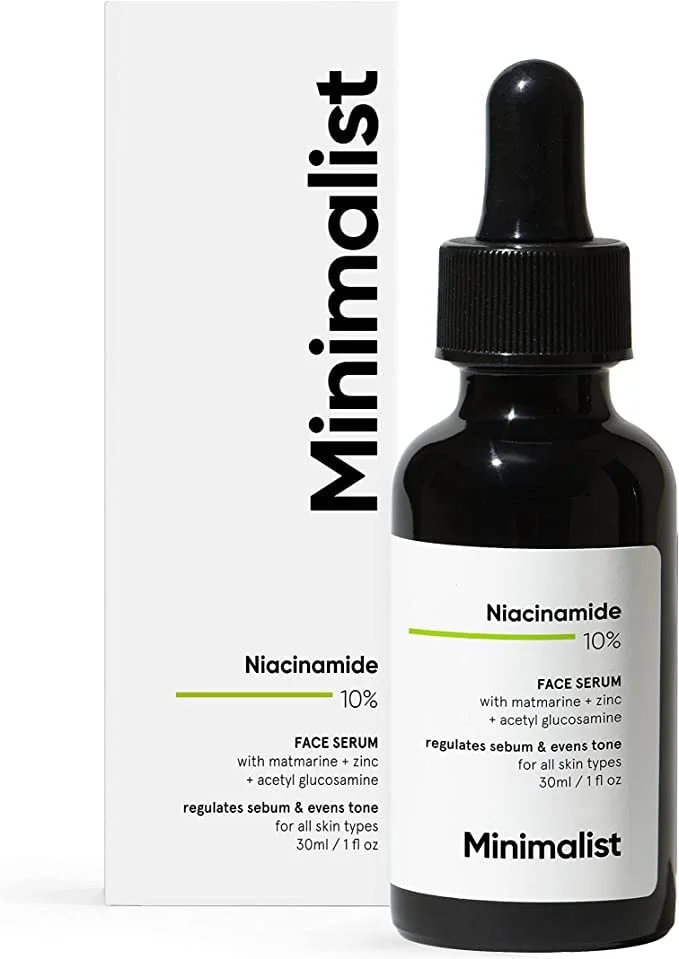 Minimalist
Niacinamide
10%
FACE SERUM
with matmarine + zinc
+ acetyl glucosamine
regulates sebum & evens tone
for all skin types
30ml / 1 fl oz
Niacinamide
10%
FACE SERUM
with matmarine + zinc
+ acetyl glucosamine
regulates sebum & evens tone
for all skin types
30ml / 1 fl oz
Minimalist